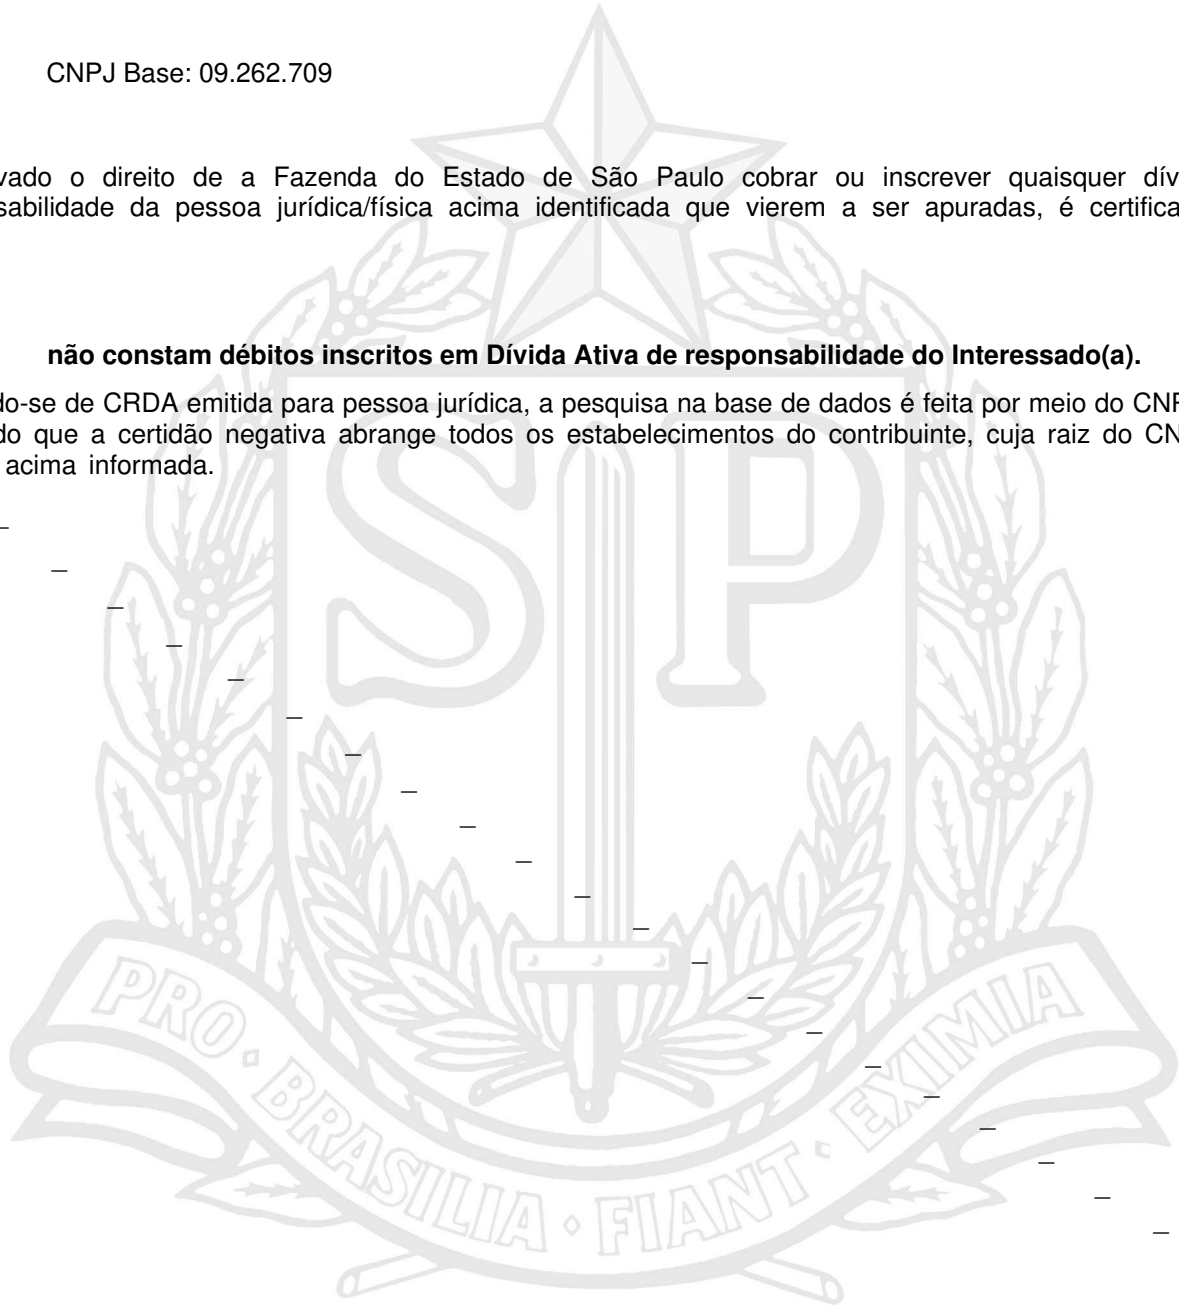 CNPJ Base: 09.262.709
vado o direito de a Fazenda do Estado de São Paulo cobrar ou inscrever quaisquer dív
sabilidade da pessoa jurídica/física acima identificada que vierem a ser apuradas, é certifica
não constam débitos inscritos em Dívida Ativa de responsabilidade do Interessado(a).
do-se de CRDA emitida para pessoa jurídica, a pesquisa na base de dados é feita por meio do CNP
do que a certidão negativa abrange todos os estabelecimentos do contribuinte, cuja raiz do CN
acima informada.
SP
PRO · BRASILIA · FIANT · EXIMIA